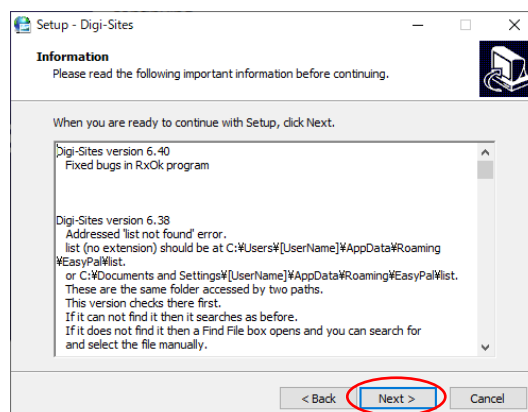 Setup - Digi-Sites
Information
Please read the following important information before continuing.
When you are ready to continue with Setup, click Next.
Digi-Sites version 6.40
Fixed bugs in RxOk program
Digi-Sites version 6.38
Addressed 'list not found' error.
list (no extension) should be at C:¥Users¥[UserName]¥AppData¥Roaming
¥EasyPal¥list.
or C:¥Documents and Settings¥[UserName]¥AppData¥Roaming¥EasyPal¥list.
These are the same folder accessed by two paths.
This version checks there first.
If it can not find it then it searches as before.
If it does not find it then a Find File box opens and you can search for
and select the file manually.
< Back
Next >
Cancel